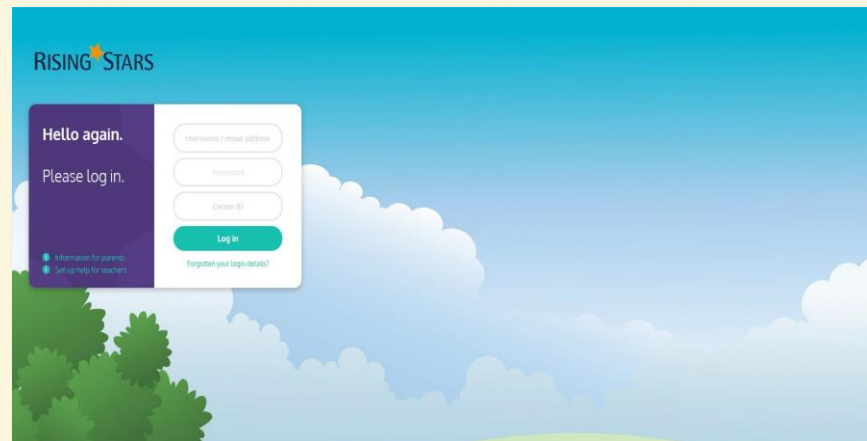 RISING STARS
Hello again.
Please log in.
Information for parents
Set-up help for teachers
Username / email address
Password
Centre ID
Log in
Forgotten your login details?